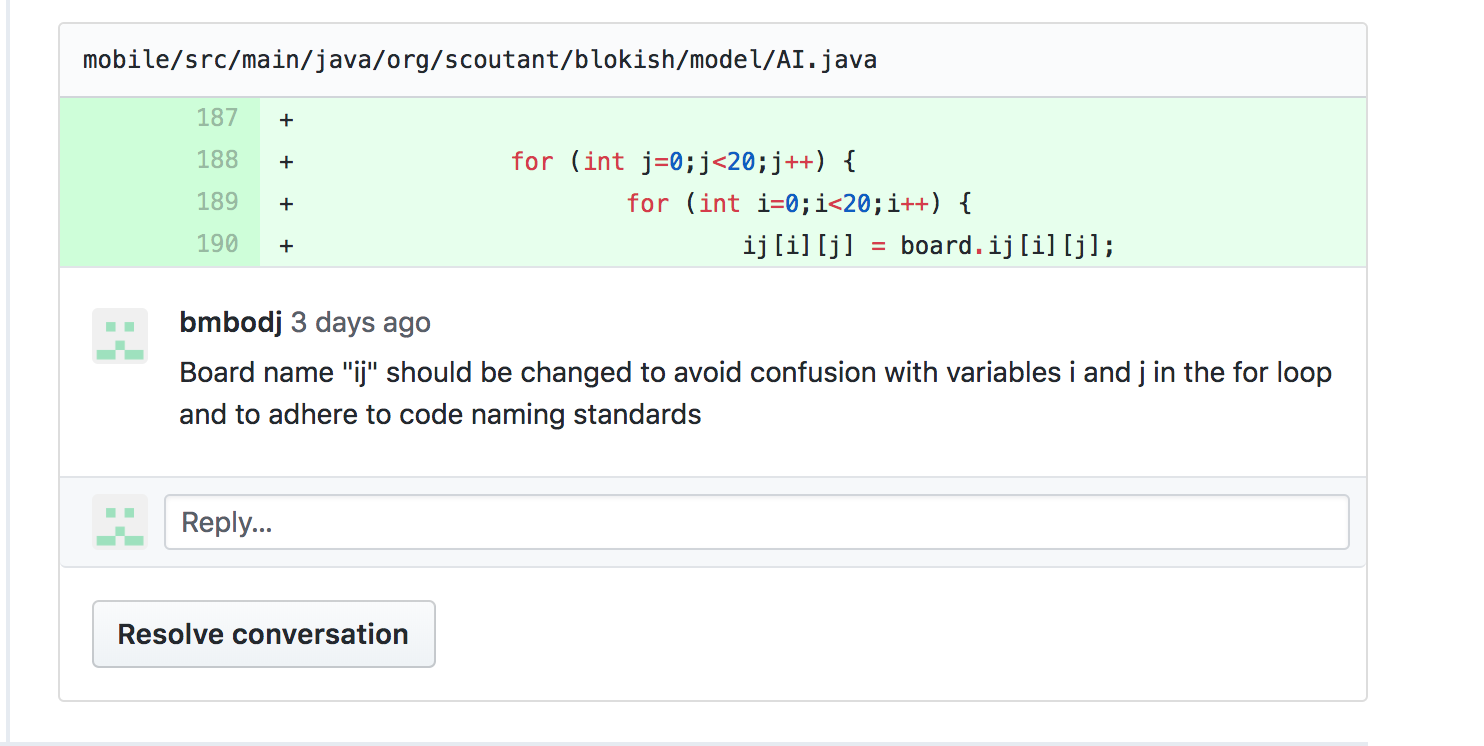 mobile/src/main/java/org/scoutant/blokish/model/AI.java
187 +
188 + for (int j=0;j<20;j++) {
189 + for (int i=0;i<20;i++) {
190 + ij[i][j] = board.ij[i][j];
bmbodj 3 days ago
Board name "ij" should be changed to avoid confusion with variables i and j in the for loop
and to adhere to code naming standards
Reply...
Resolve conversation